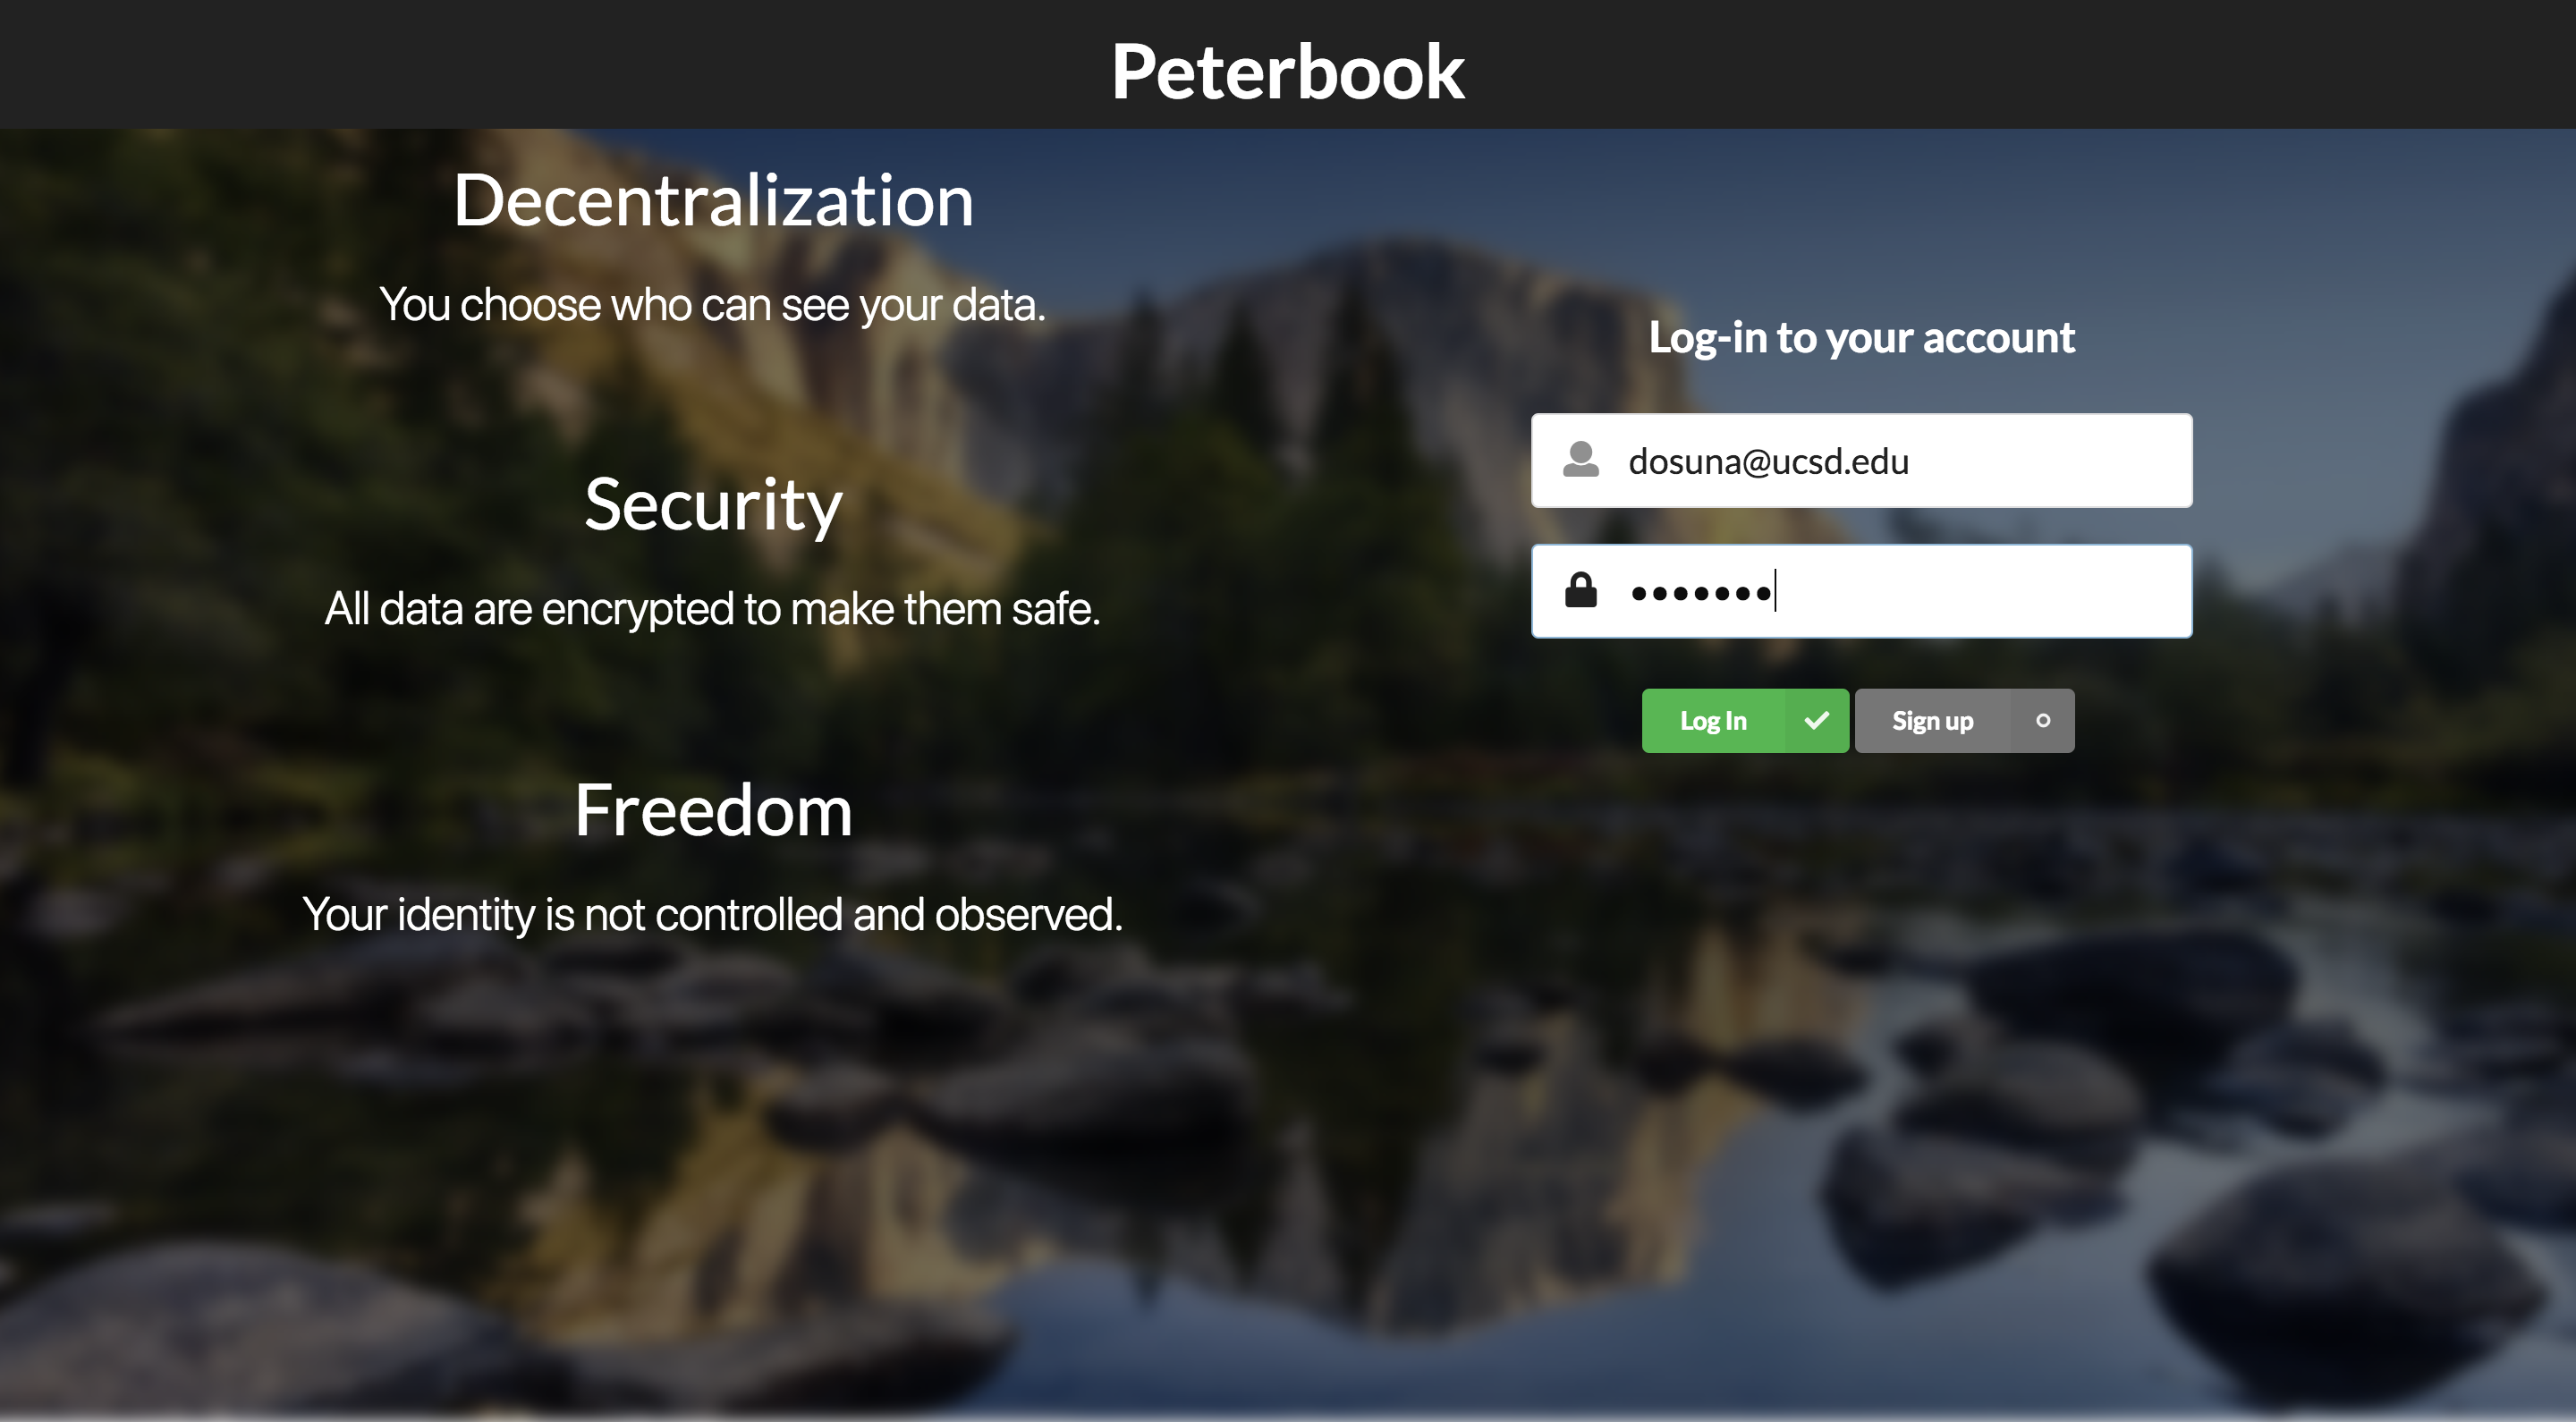 Peterbook
Decentralization
You choose who can see your data.
Security
All data are encrypted to make them safe.
Freedom
Your identity is not controlled and observed.
Log-in to your account
dosuna@ucsd.edu
•••••••
Log In
Sign up